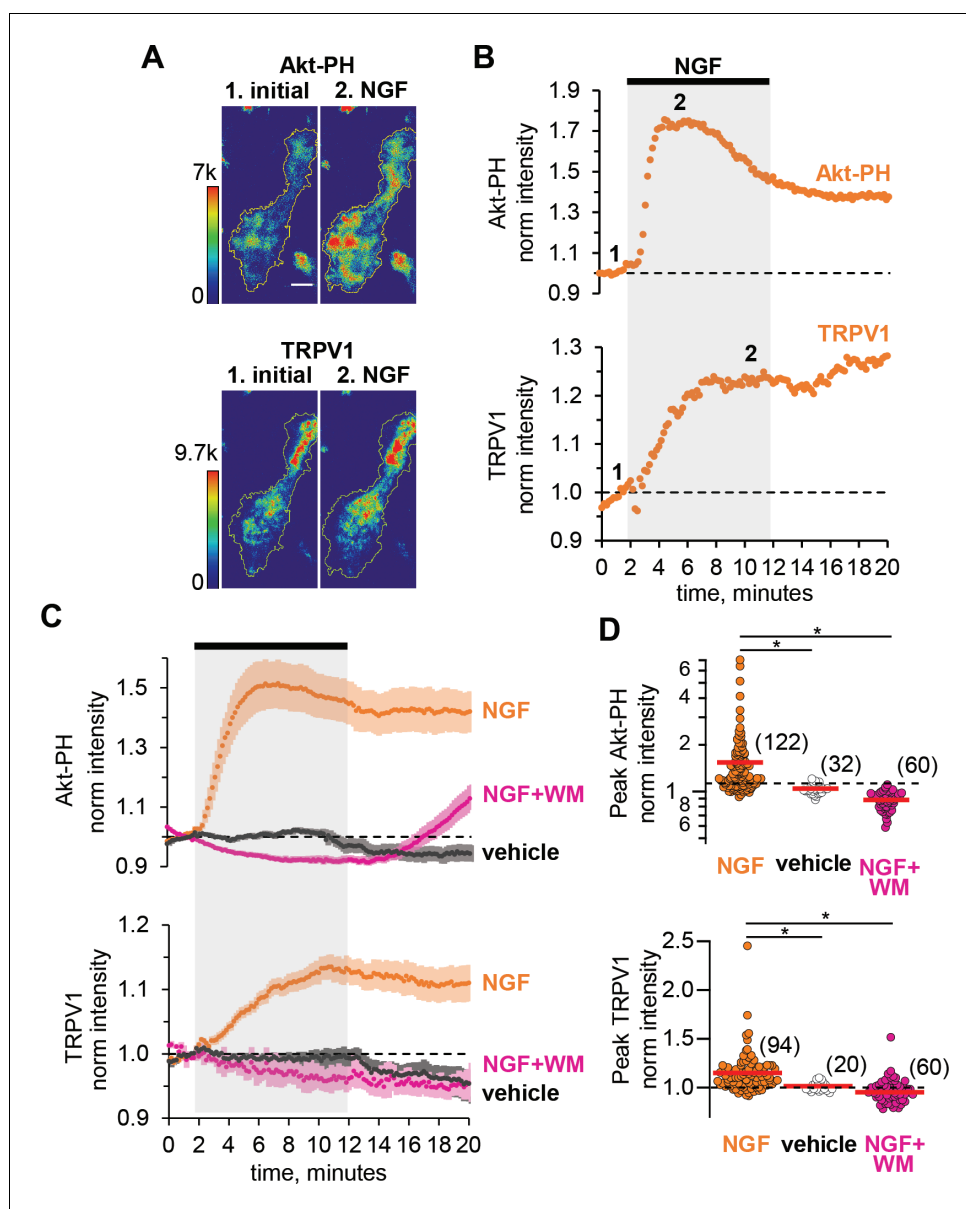 A
Akt-PH
1. initial 2. NGF
7k
0
TRPV1
1. initial 2. NGF
9.7k
0
B
NGF
1.9
1.7
1.5
1.3
1.1
0.9
Akt-PH
norm intensity
1
2
Akt-PH
1.3
1.2
1.1
1.0
0.9
TRPV1
norm intensity
1
2
TRPV1
0 2 4 6 8 10 12 14 16 18 20
time, minutes
C
1.5
1.3
1.1
0.9
Akt-PH
norm intensity
NGF
NGF+WM
vehicle
1.2
1.1
1.0
0.9
TRPV1
norm intensity
NGF
NGF+WM
vehicle
0 2 4 6 8 10 12 14 16 18 20
time, minutes
D
*
*
6
4
2
1
8
6
Peak Akt-PH
norm intensity
(122)
(32)
(60)
NGF vehicle NGF+
WM
*
*
2.5
2.0
1.5
1.0
Peak TRPV1
norm intensity
(94)
(20)
(60)
NGF vehicle NGF+
WM